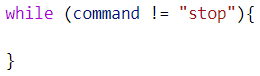 while (command != "stop"){
}